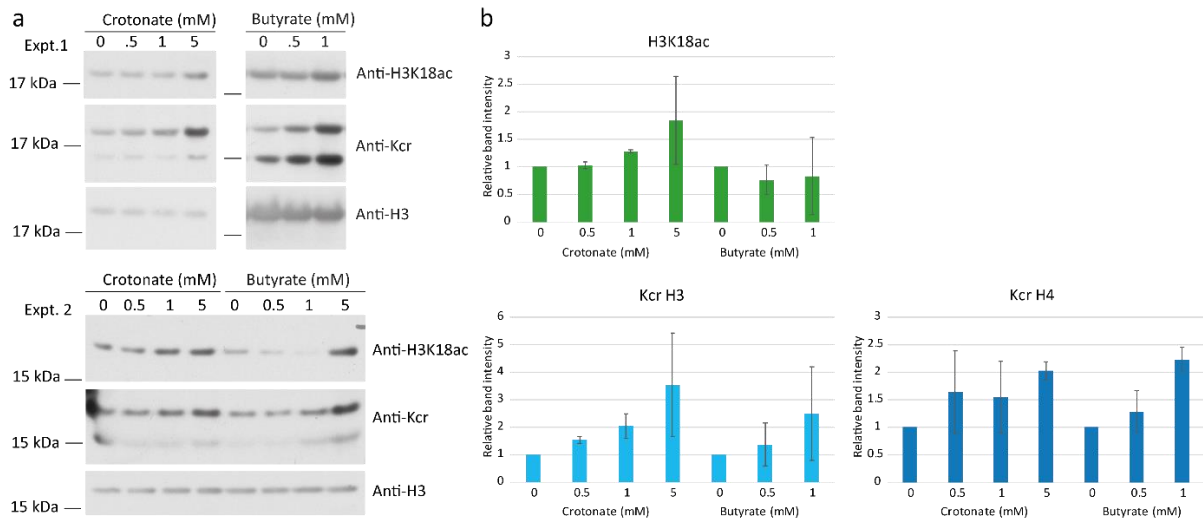 a
Crotonate (mM)
Butyrate (mM)
Expt.1
0 .5 1 5
0 .5 1
17 kDa
Anti-H3K18ac
17 kDa
Anti-Kcr
17 kDa
Anti-H3
Crotonate (mM)
Butyrate (mM)
Expt. 2
0 0.5 1 5 0 0.5 1 5
15 kDa
Anti-H3K18ac
15 kDa
Anti-Kcr
15 kDa
Anti-H3
b
H3K18ac
Relative band intensity
3
2.5
2
1.5
1
0.5
0
0 0.5 1 5 0 0.5 1
Crotonate (mM) Butyrate (mM)
Kcr H3
Relative band intensity
6
5
4
3
2
1
0
0 0.5 1 5 0 0.5 1
Crotonate (mM) Butyrate (mM)
Kcr H4
Relative band intensity
3
2.5
2
1.5
1
0.5
0
0 0.5 1 5 0 0.5 1
Crotonate (mM) Butyrate (mM)